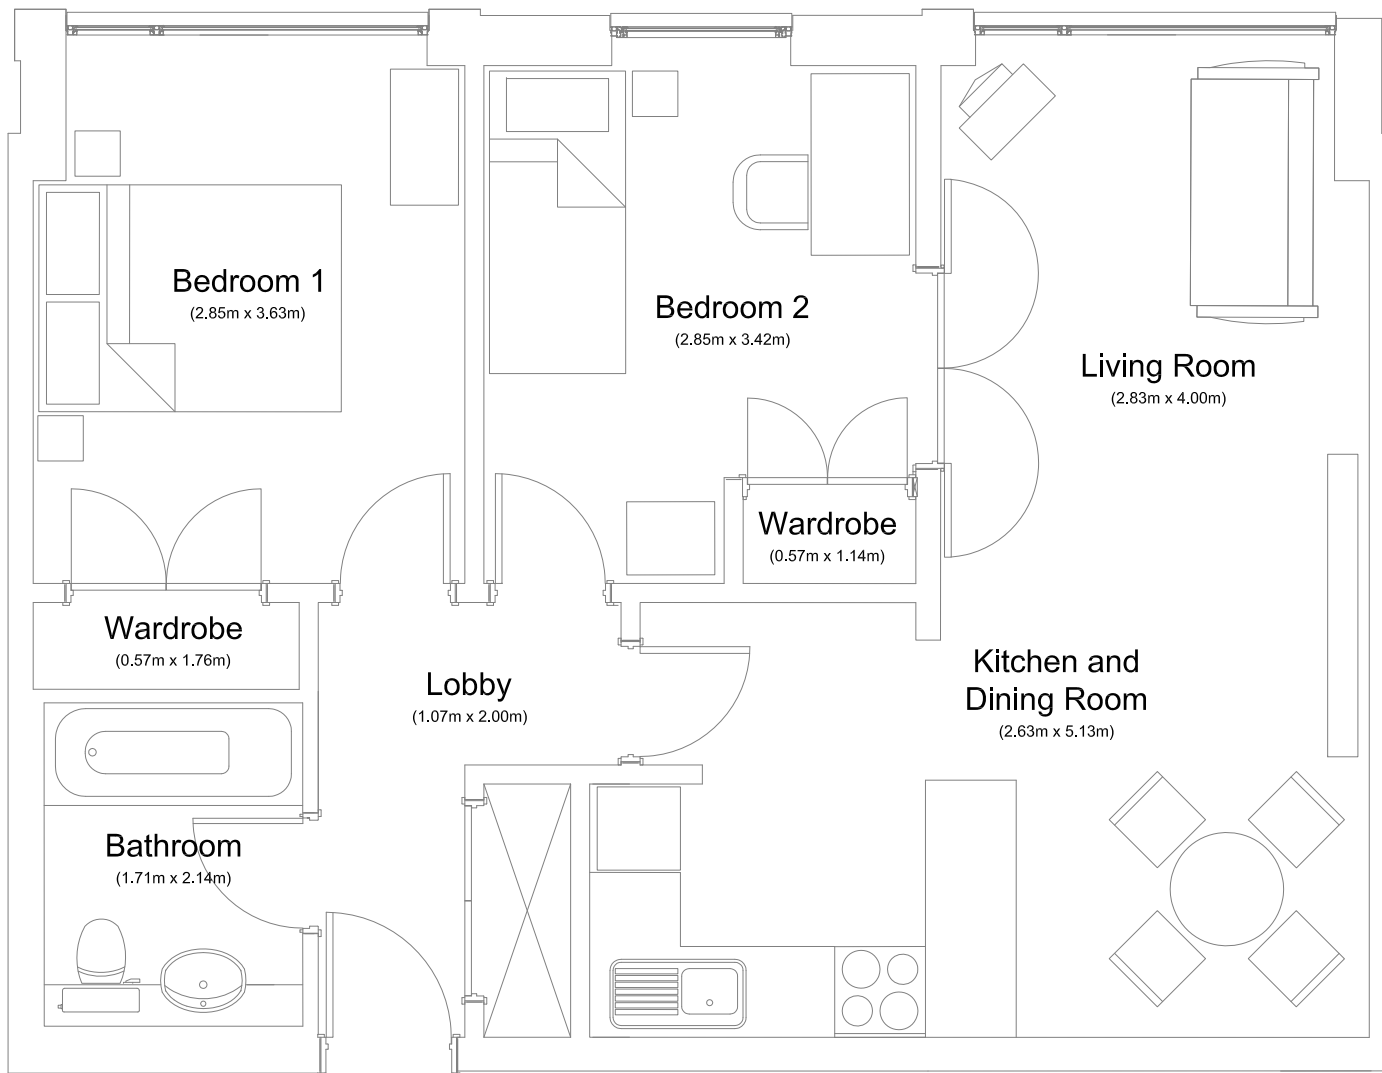 Bedroom 1
(2.85m x 3.63m)
Bedroom 2
(2.85m x 3.42m)
Living Room
(2.83m x 4.00m)
Wardrobe
(0.57m x 1.14m)
Wardrobe
(0.57m x 1.76m)
Lobby
(1.07m x 2.00m)
Kitchen and
Dining Room
(2.63m x 5.13m)
Bathroom
(1.71m x 2.14m)